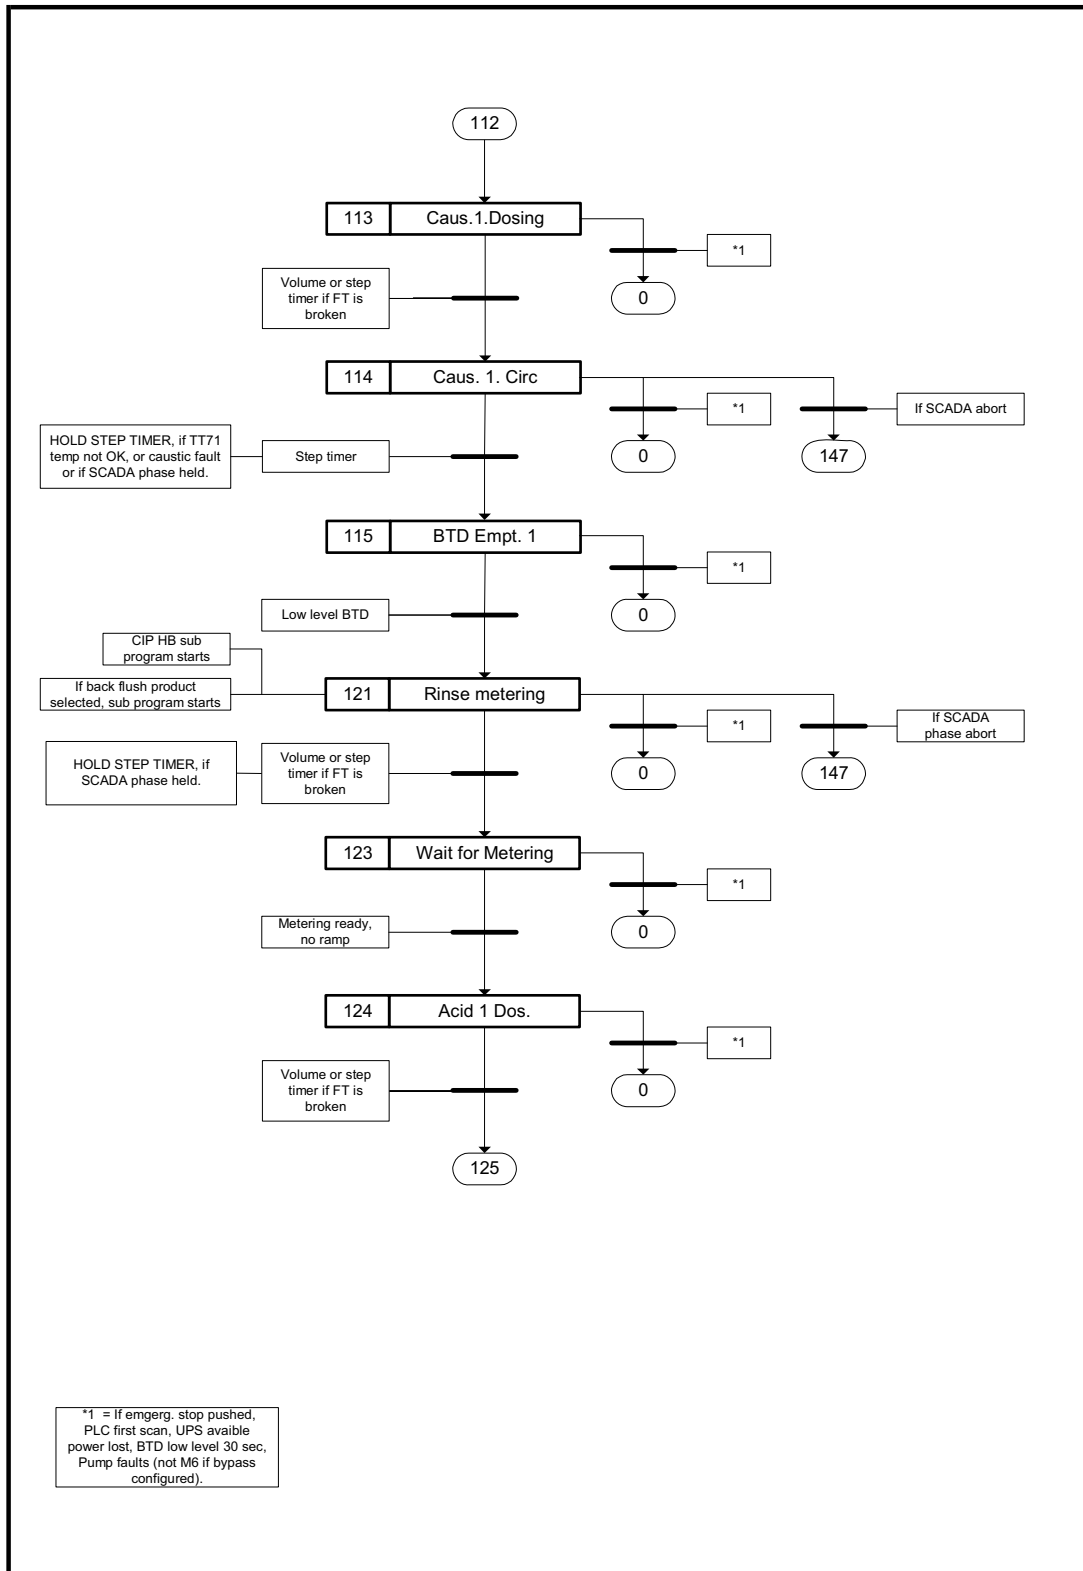 112
113 Caus.1.Dosing
*1
Volume or step
timer if FT is
broken
0
114 Caus. 1. Circ
*1
If SCADA abort
HOLD STEP TIMER, if TT71
temp not OK, or caustic fault
or if SCADA phase held.
Step timer
0
147
115 BTD Empt. 1
*1
Low level BTD
0
CIP HB sub
program starts
If back flush product
selected, sub program starts
121 Rinse metering
*1
If SCADA
phase abort
HOLD STEP TIMER, if
SCADA phase held.
Volume or step
timer if FT is
broken
0
147
123 Wait for Metering
*1
Metering ready,
no ramp
0
124 Acid 1 Dos.
*1
Volume or step
timer if FT is
broken
0
125
*1 = If emgerg. stop pushed,
PLC first scan, UPS avaible
power lost, BTD low level 30 sec,
Pump faults (not M6 if bypass
configured).